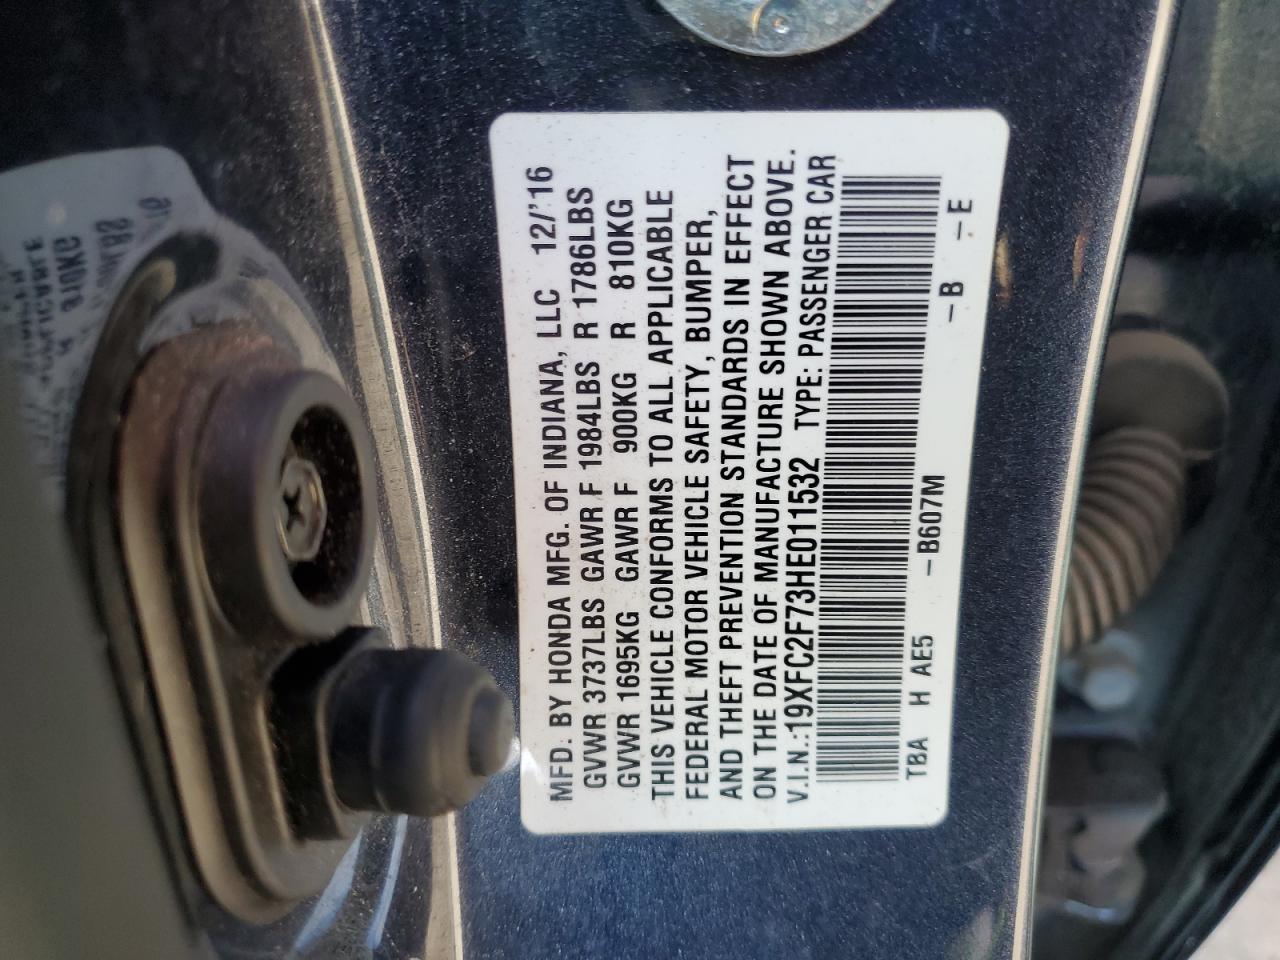 MFD. BY HONDA MFG. OF INDIANA, LLC 12/'16
GVWR 3737LBS GAWR F 1984LBS R 1786LBS
GVWR 1695KG GAWR F 900KG R 810KG
THIS VEHICLE CONFORMS TO ALL APPLICABLE
FEDERAL MOTOR VEHICLE SAFETY, BUMPER,
AND THEFT PREVENTION STANDARDS IN EFFECT
ON THE DATE OF MANUFACTURE SHOWN ABOVE.
V.I.N.:19XFC2F73HE011532 TYPE: PASSENGER CAR
TBA H AE5 -B607M -B -E